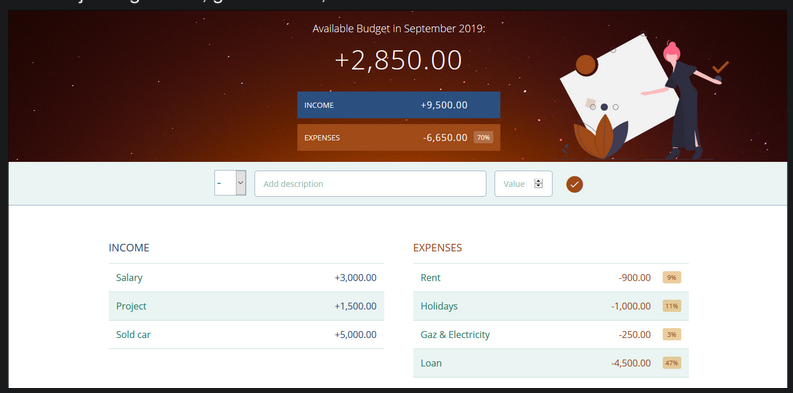 Available Budget in September 2019:
+2,850.00
INCOME +9,500.00
EXPENSES -6,650.00 70%
- Add description Value
INCOME
Salary +3,000.00
Project +1,500.00
Sold car +5,000.00
EXPENSES
Rent -900.00 9%
Holidays -1,000.00 11%
Gaz & Electricity -250.00 3%
Loan -4,500.00 47%